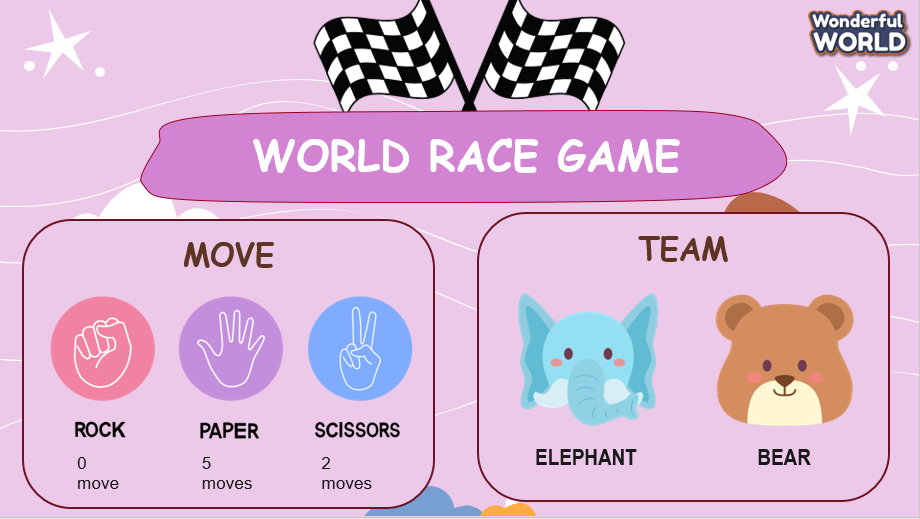 Wonderful
WORLD
WORLD RACE GAME
MOVE
ROCK
PAPER
SCISSORS
0
move
5
moves
2
moves
TEAM
ELEPHANT
BEAR